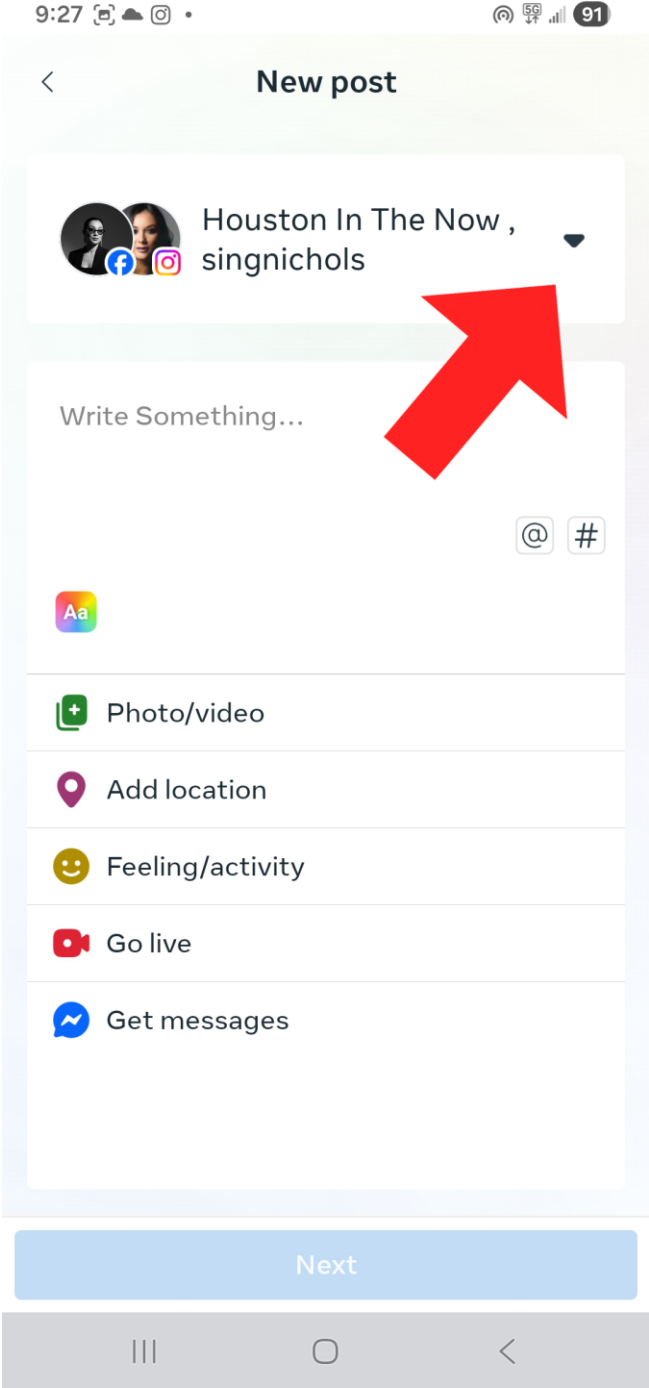 9:27
5G
91
New post
Houston In The Now ,
singnichols
Write Something...
@ #
Aa
Photo/video
Add location
Feeling/activity
Go live
Get messages
Next